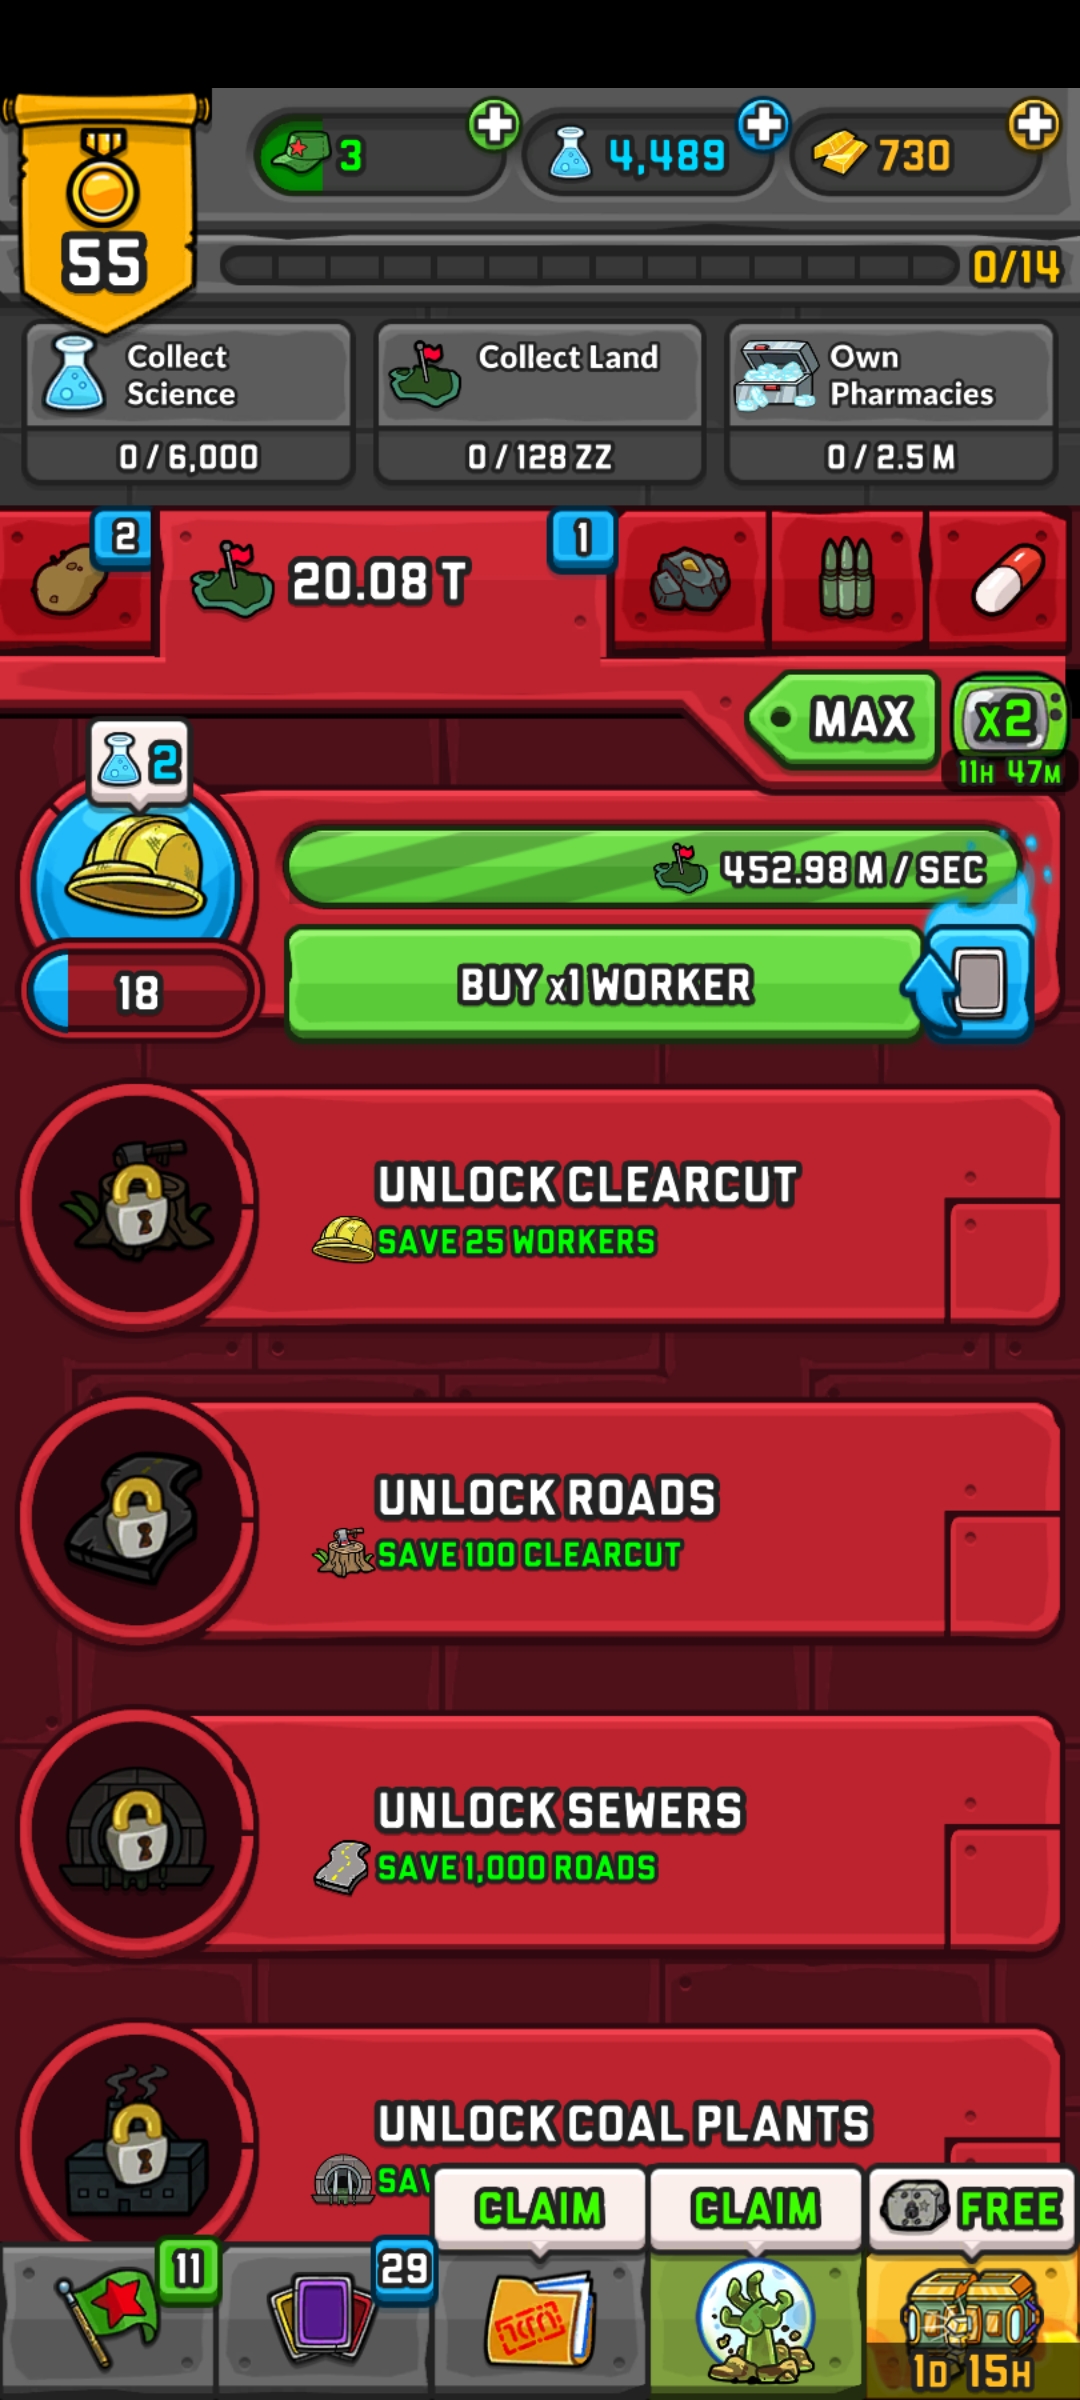 3
4,489
730
55
0/14
Collect Science
0 / 6,000
Collect Land
0 / 128 ZZ
Own Pharmacies
0 / 2.5 M
2
20.08 T
1
MAX
x2
11H 47M
2
452.98 M / SEC
18
BUY x1 WORKER
UNLOCK CLEARCUT
SAVE 25 WORKERS
UNLOCK ROADS
SAVE 100 CLEARCUT
UNLOCK SEWERS
SAVE 1,000 ROADS
UNLOCK COAL PLANTS
CLAIM
CLAIM
FREE
11
29
1D 15H